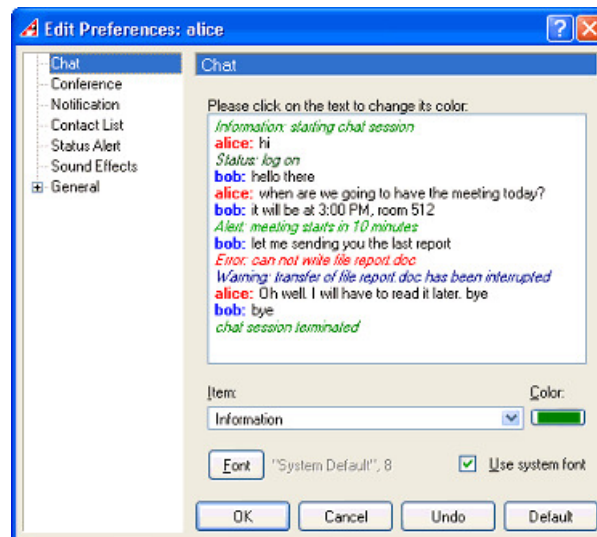 Edit Preferences: alice
Chat
Conference
Notification
Contact List
Status Alert
Sound Effects
General
Chat
Please click on the text to change its color:
Information: starting chat session
alice: hi
Status: log on
bob: hello there
alice: when are we going to have the meeting today?
bob: it will be at 3:00 PM, room 512
Alert: meeting starts in 10 minutes
bob: let me sending you the last report
Error: can not write file report.doc
Warning: transfer of file report.doc has been interrupted
alice: Oh well. I will have to read it later. bye
bob: bye
chat session terminated
Item: Color:
Information
Font "System Default", 8 Use system font
OK Cancel Undo Default